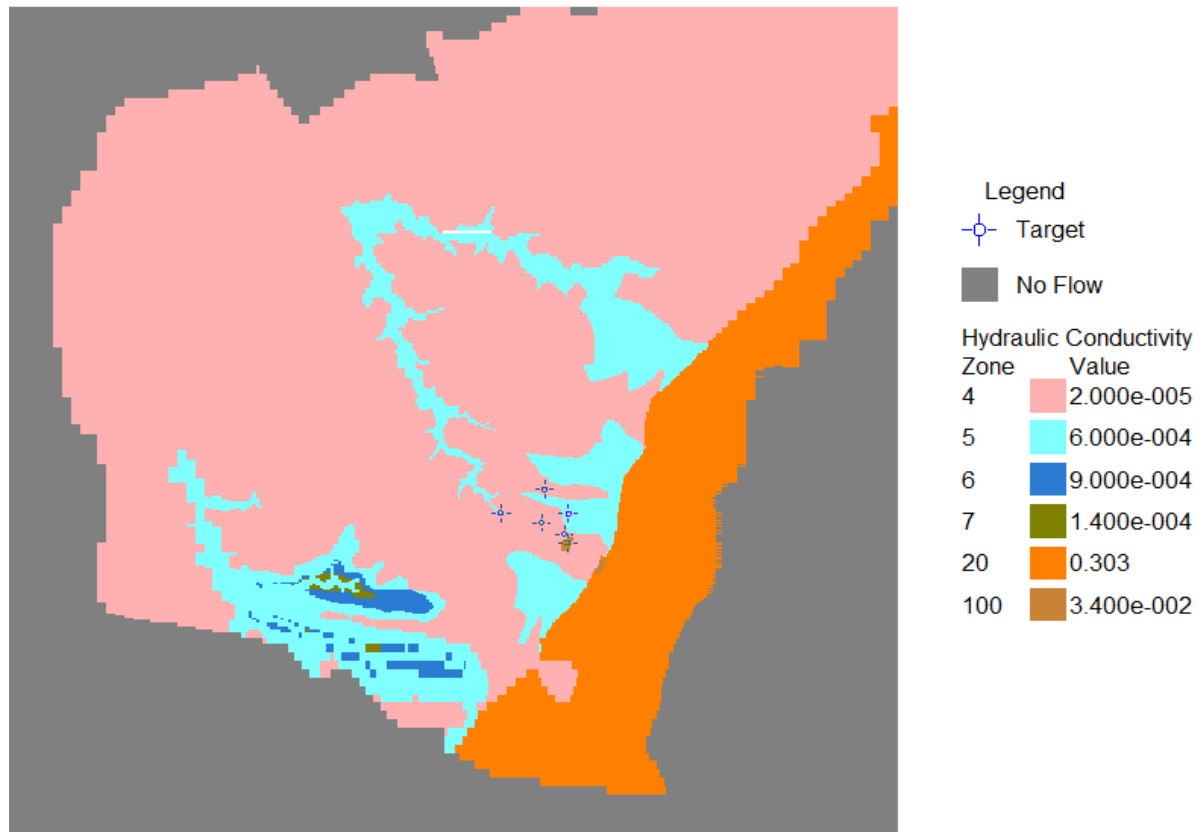 Legend
Target
No Flow
Hydraulic Conductivity
Zone Value
4 2.000e-005
5 6.000e-004
6 9.000e-004
7 1.400e-004
20 0.303
100 3.400e-002